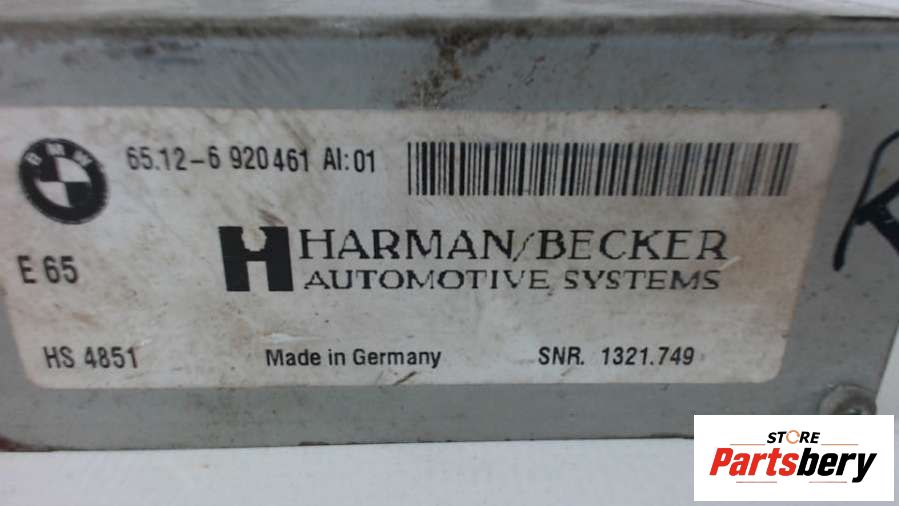 BMW
65.12-6 920461 AI:01
E 65
HARMAN/BECKER
AUTOMOTIVE SYSTEMS
HS 4851 Made in Germany SNR. 1321.749
STORE
Partsbery